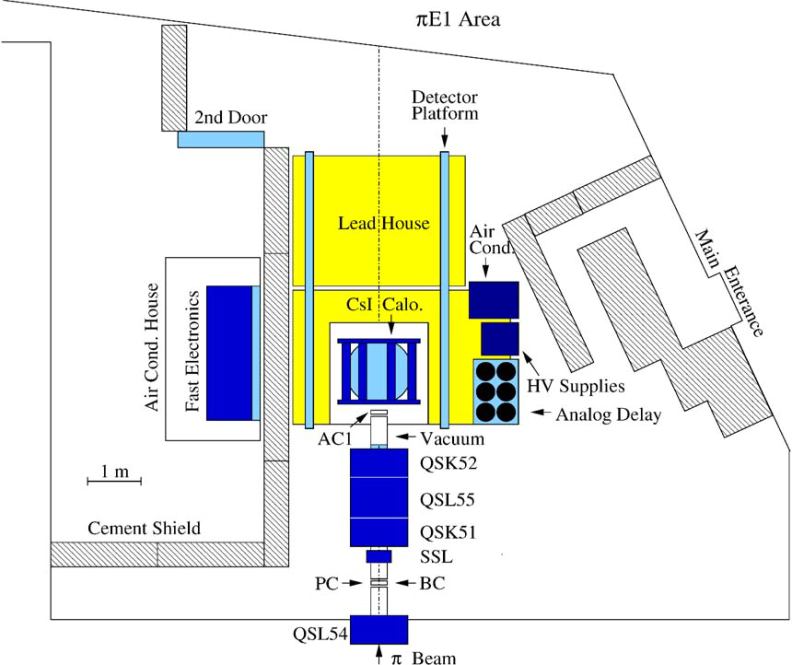 πE1 Area
Detector
Platform
2nd Door
Lead House
Air
Cond.
Main Enterance
CsI Calo.
Air Cond. House
Fast Electronics
HV Supplies
Analog Delay
AC1
Vacuum
QSK52
1 m
QSL55
Cement Shield
QSK51
SSL
PC
BC
QSL54
π Beam